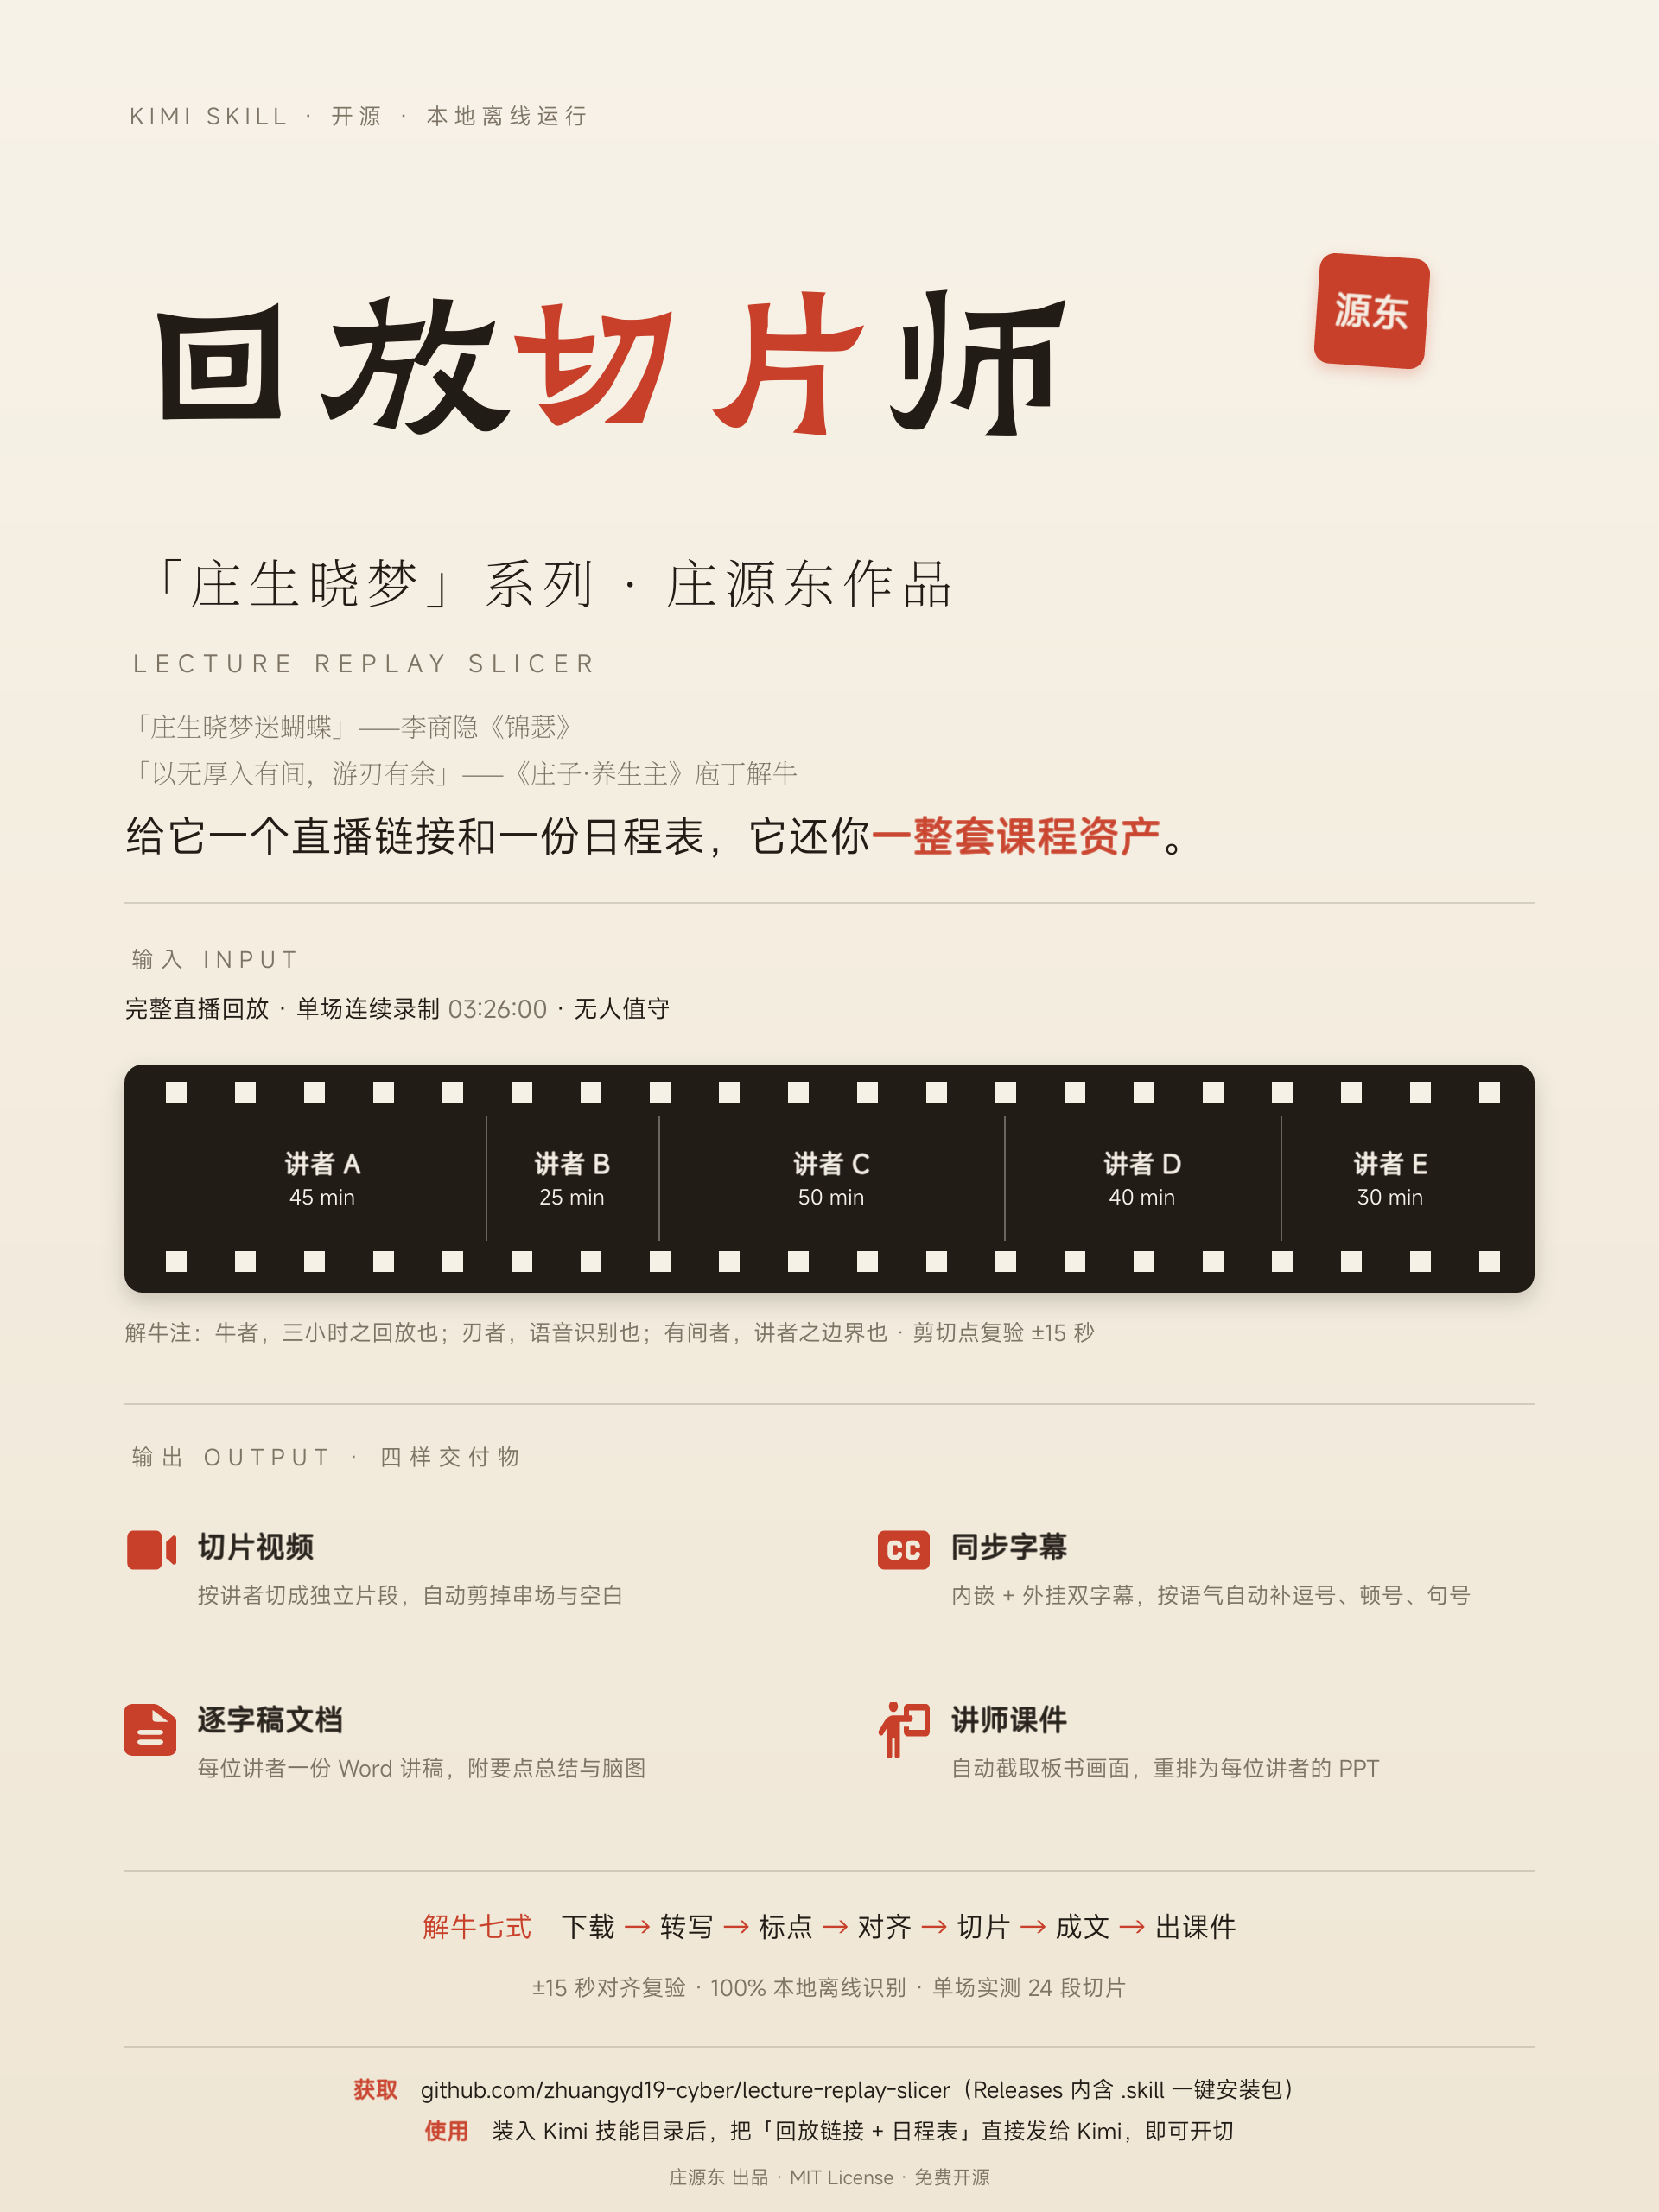 KIMI SKILL · 开源 · 本地离线运行
回放切片师
源东
「庄生晓梦」系列 · 庄源东作品
LECTURE REPLAY SLICER
「庄生晓梦迷蝴蝶」——李商隐《锦瑟》
「以无厚入有间，游刃有余」——《庄子·养生主》庖丁解牛
给它一个直播链接和一份日程表，它还你一整套课程资产。
输入 INPUT
完整直播回放 · 单场连续录制 03:26:00 · 无人值守
讲者 A
45 min
讲者 B
25 min
讲者 C
50 min
讲者 D
40 min
讲者 E
30 min
解牛注：牛者，三小时之回放也；刃者，语音识别也；有间者，讲者之边界也 · 剪切点复验 ±15 秒
输出 OUTPUT · 四样交付物
切片视频
按讲者切成独立片段，自动剪掉串场与空白
CC
同步字幕
内嵌 + 外挂双字幕，按语气自动补逗号、顿号、句号
逐字稿文档
每位讲者一份 Word 讲稿，附要点总结与脑图
讲师课件
自动截取板书画面，重排为每位讲者的 PPT
解牛七式 下载 → 转写 → 标点 → 对齐 → 切片 → 成文 → 出课件
±15 秒对齐复验 · 100% 本地离线识别 · 单场实测 24 段切片
获取 github.com/zhuangyd19-cyber/lecture-replay-slicer（Releases 内含 .skill 一键安装包）
使用 装入 Kimi 技能目录后，把「回放链接 + 日程表」直接发给 Kimi，即可开切
庄源东 出品 · MIT License · 免费开源